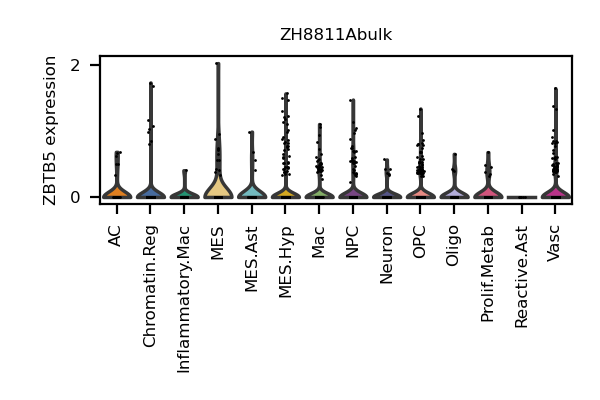 ZH8811Abulk
ZBTB5 expression
2
0
AC
Chromatin.Reg
Inflammatory.Mac
MES
MES.Ast
MES.Hyp
Mac
NPC
Neuron
OPC
Oligo
Prolif.Metab
Reactive.Ast
Vasc